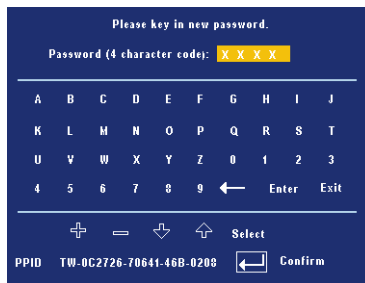 Please key in new password.
Password (4 character code): X X X X
A B C D E F G H I J
K L M N O P Q R S T
U V W X Y Z 0 1 2 3
4 5 6 7 8 9 ← Enter Exit
Select
PPID TW-0C2726-70641-46B-0208 Confirm